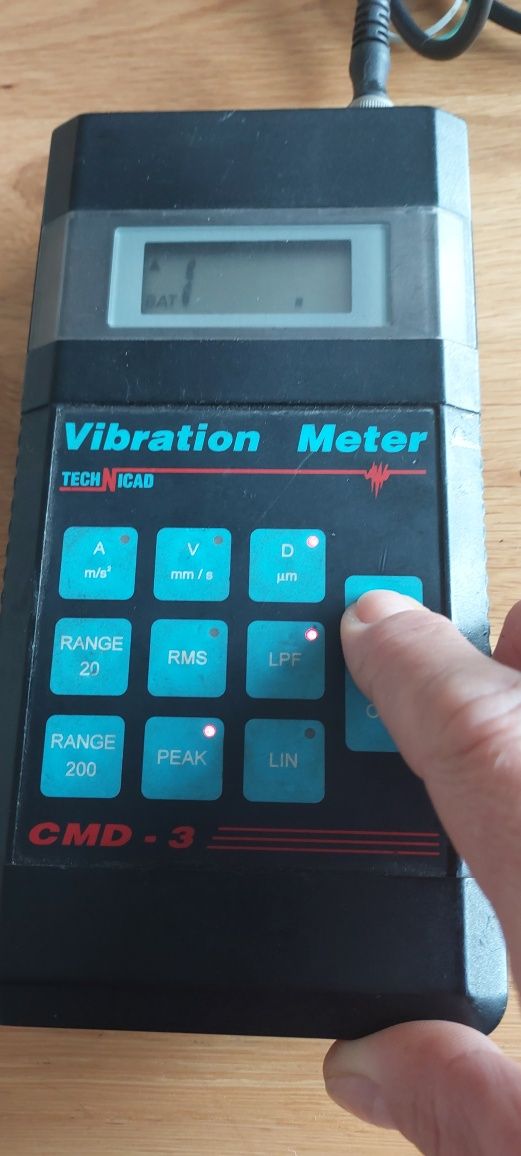 BAT
Vibration Meter
TECHNICAD
A
m/s²
V
mm / s
D
µm
RANGE
20
RMS
LPF
RANGE
200
PEAK
LIN
CMD - 3